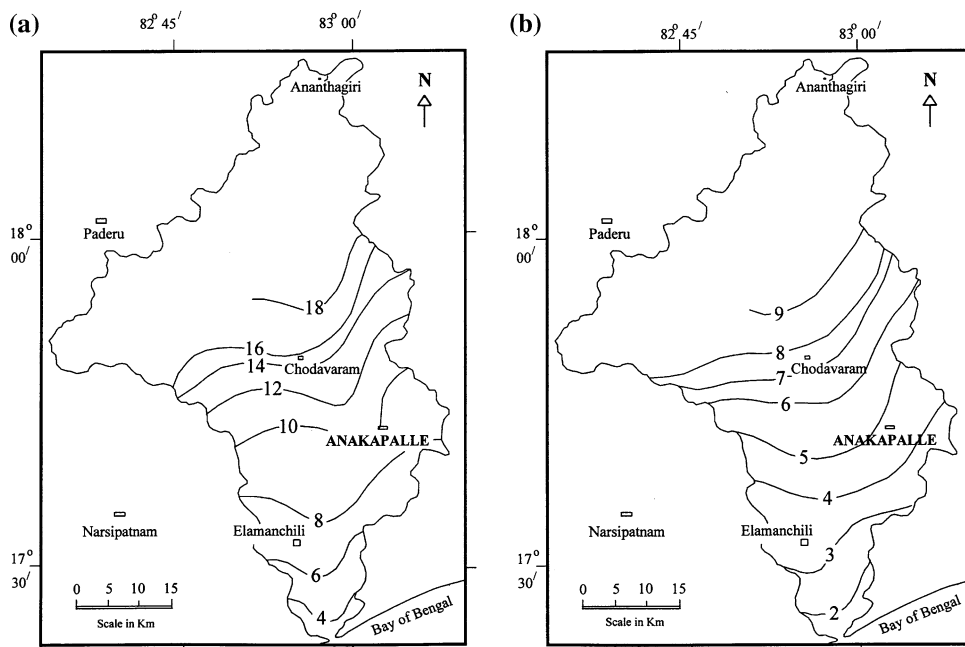 (a)
82° 45/
83° 00/
Ananthagiri
N
Paderu
18°
00/
18
16
14
Chodavaram
12
10
ANAKAPALLE
8
Narsipatnam
Elamanchili
17°
30/
6
4
0 5 10 15
Scale in Km
Bay of Bengal
(b)
82° 45/
83° 00/
Ananthagiri
N
Paderu
18°
00/
9
8
7
Chodavaram
6
5
ANAKAPALLE
4
Narsipatnam
Elamanchili
3
17°
30/
2
0 5 10 15
Scale in Km
Bay of Bengal